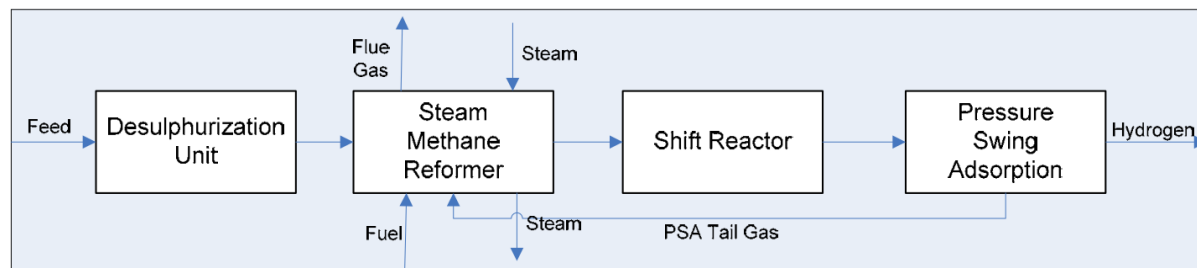 Flue
Gas
Steam
Feed
Desulphurization
Unit
Steam
Methane
Reformer
Shift Reactor
Pressure
Swing
Adsorption
Hydrogen
Fuel
Steam
PSA Tail Gas